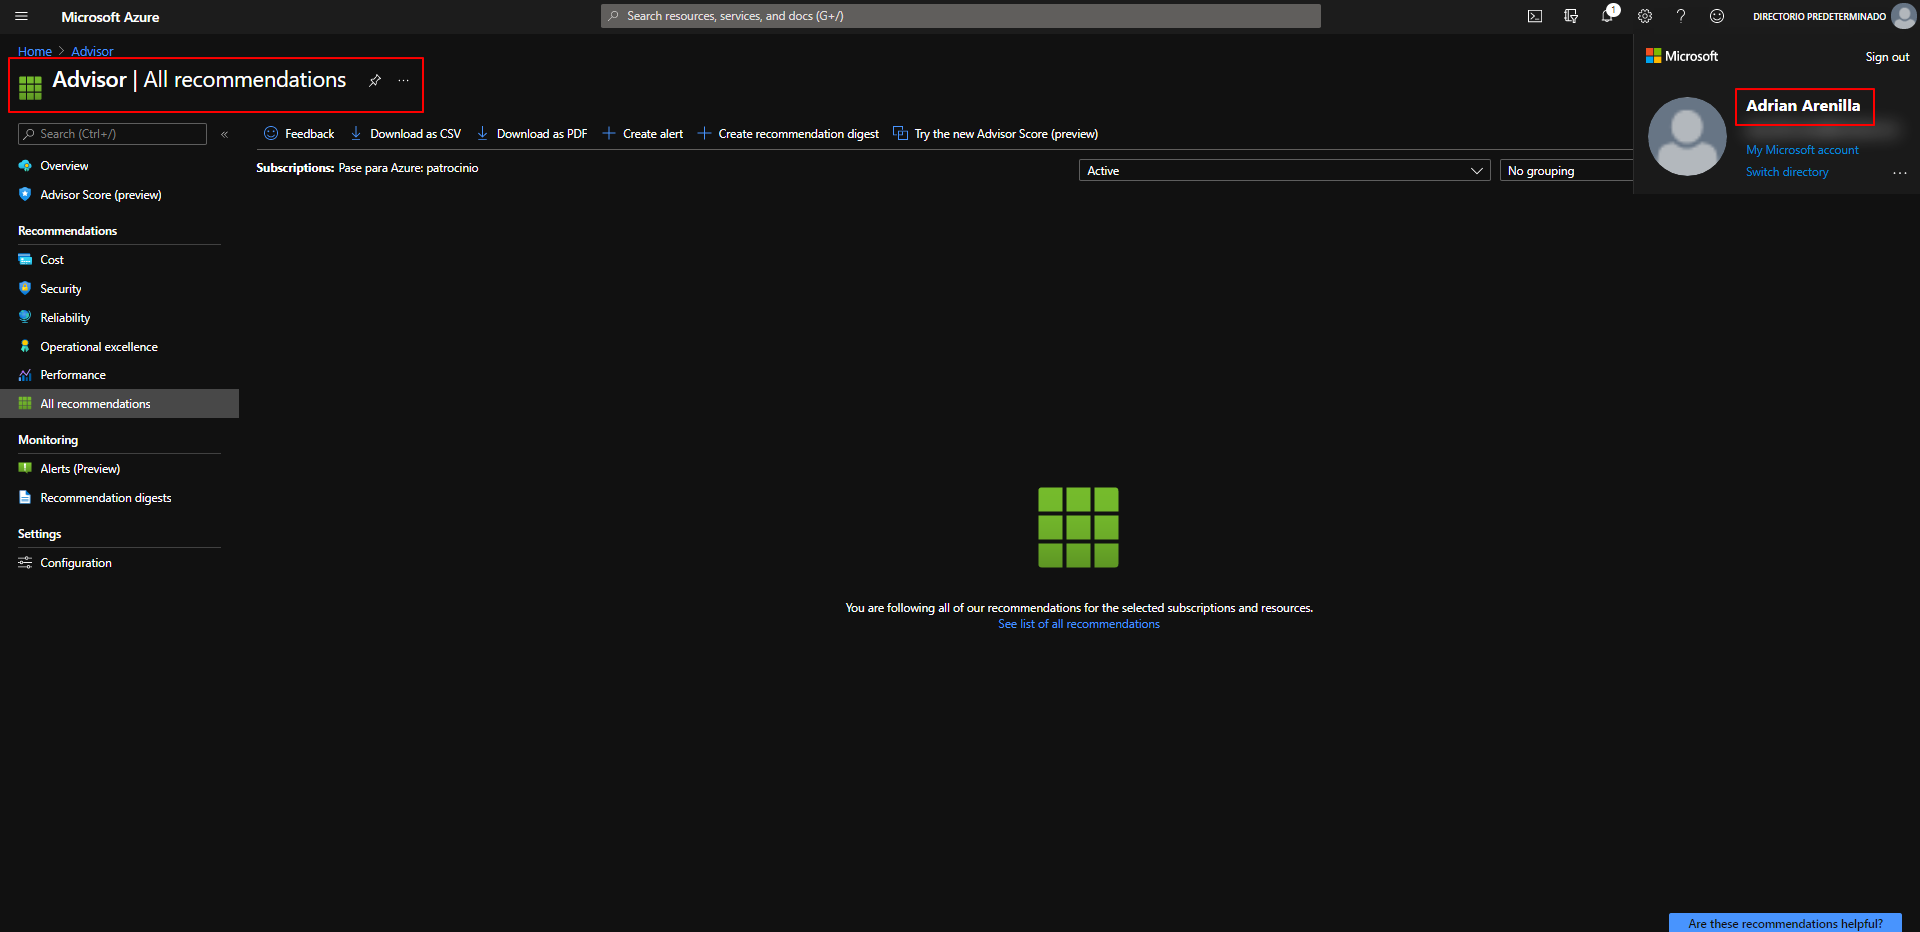 Microsoft Azure
Search resources, services, and docs (G+/)
1
DIRECTORIO PREDETERMINADO
Home > Advisor
Advisor | All recommendations
...
Microsoft
Sign out
Adrian Arenilla
My Microsoft account
Switch directory
...
Search (Ctrl+/)
«
Feedback
Download as CSV
Download as PDF
Create alert
Create recommendation digest
Try the new Advisor Score (preview)
Subscriptions: Pase para Azure: patrocinio
Active
No grouping
Overview
Advisor Score (preview)
Recommendations
Cost
Security
Reliability
Operational excellence
Performance
All recommendations
Monitoring
Alerts (Preview)
Recommendation digests
Settings
Configuration
You are following all of our recommendations for the selected subscriptions and resources.
See list of all recommendations
Are these recommendations helpful?